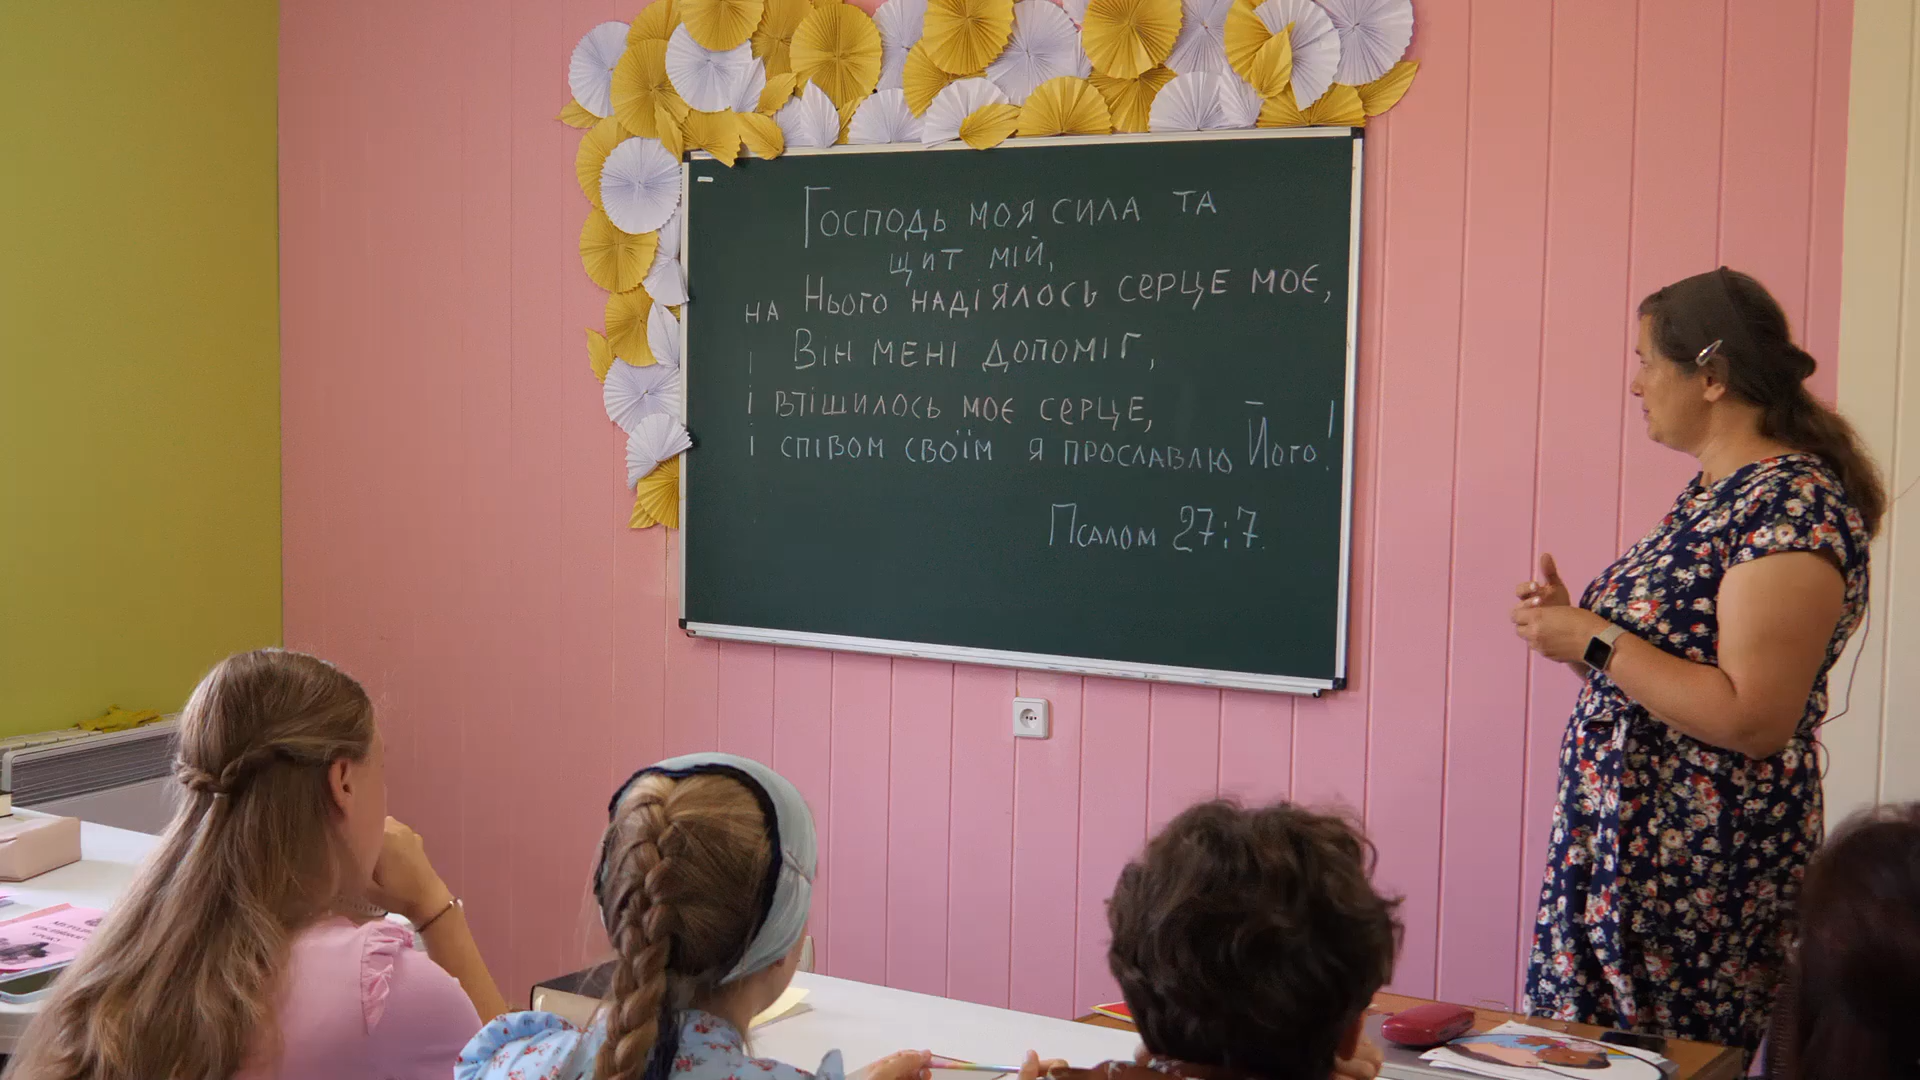 Господь моя сила та
щит мій,
на Нього надіялось серце моє,
і Він мені допоміг,
і втішилось моє серце,
і співом своїм я прославлю Його!
Псалом 27:7.